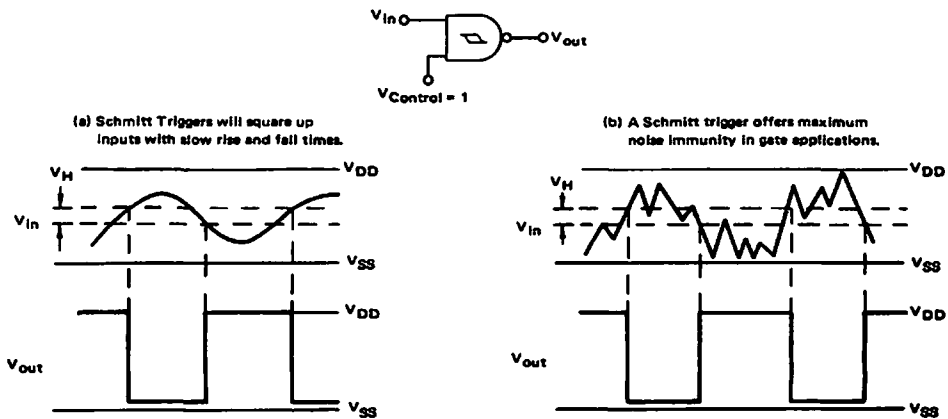 Vin
Vout
VControl = 1
(a) Schmitt Triggers will square up
inputs with slow rise and fall times.
VH
Vin
VDD
VSS
VDD
Vout
VSS
(b) A Schmitt trigger offers maximum
noise immunity in gate applications.
VDD
VH
Vin
VSS
VDD
Vout
VSS